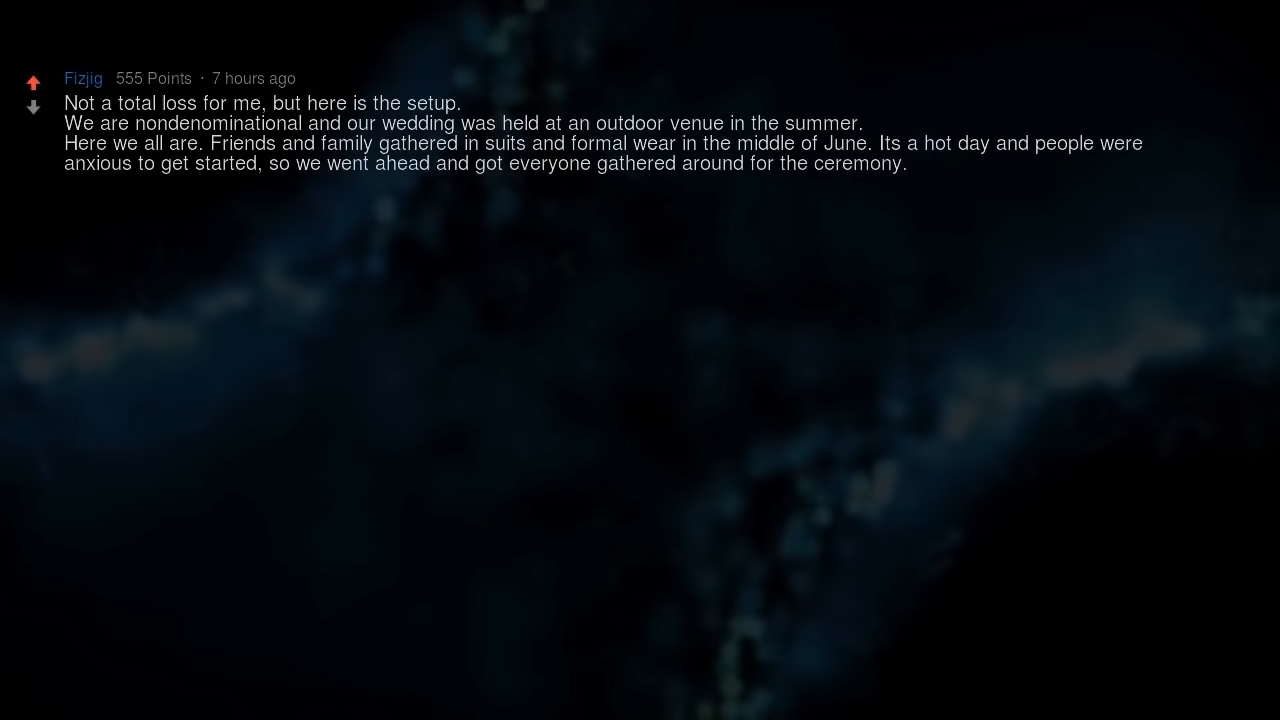 Fizjig 555 Points · 7 hours ago
Not a total loss for me, but here is the setup.
We are nondenominational and our wedding was held at an outdoor venue in the summer.
Here we all are. Friends and family gathered in suits and formal wear in the middle of June. Its a hot day and people were
anxious to get started, so we went ahead and got everyone gathered around for the ceremony.